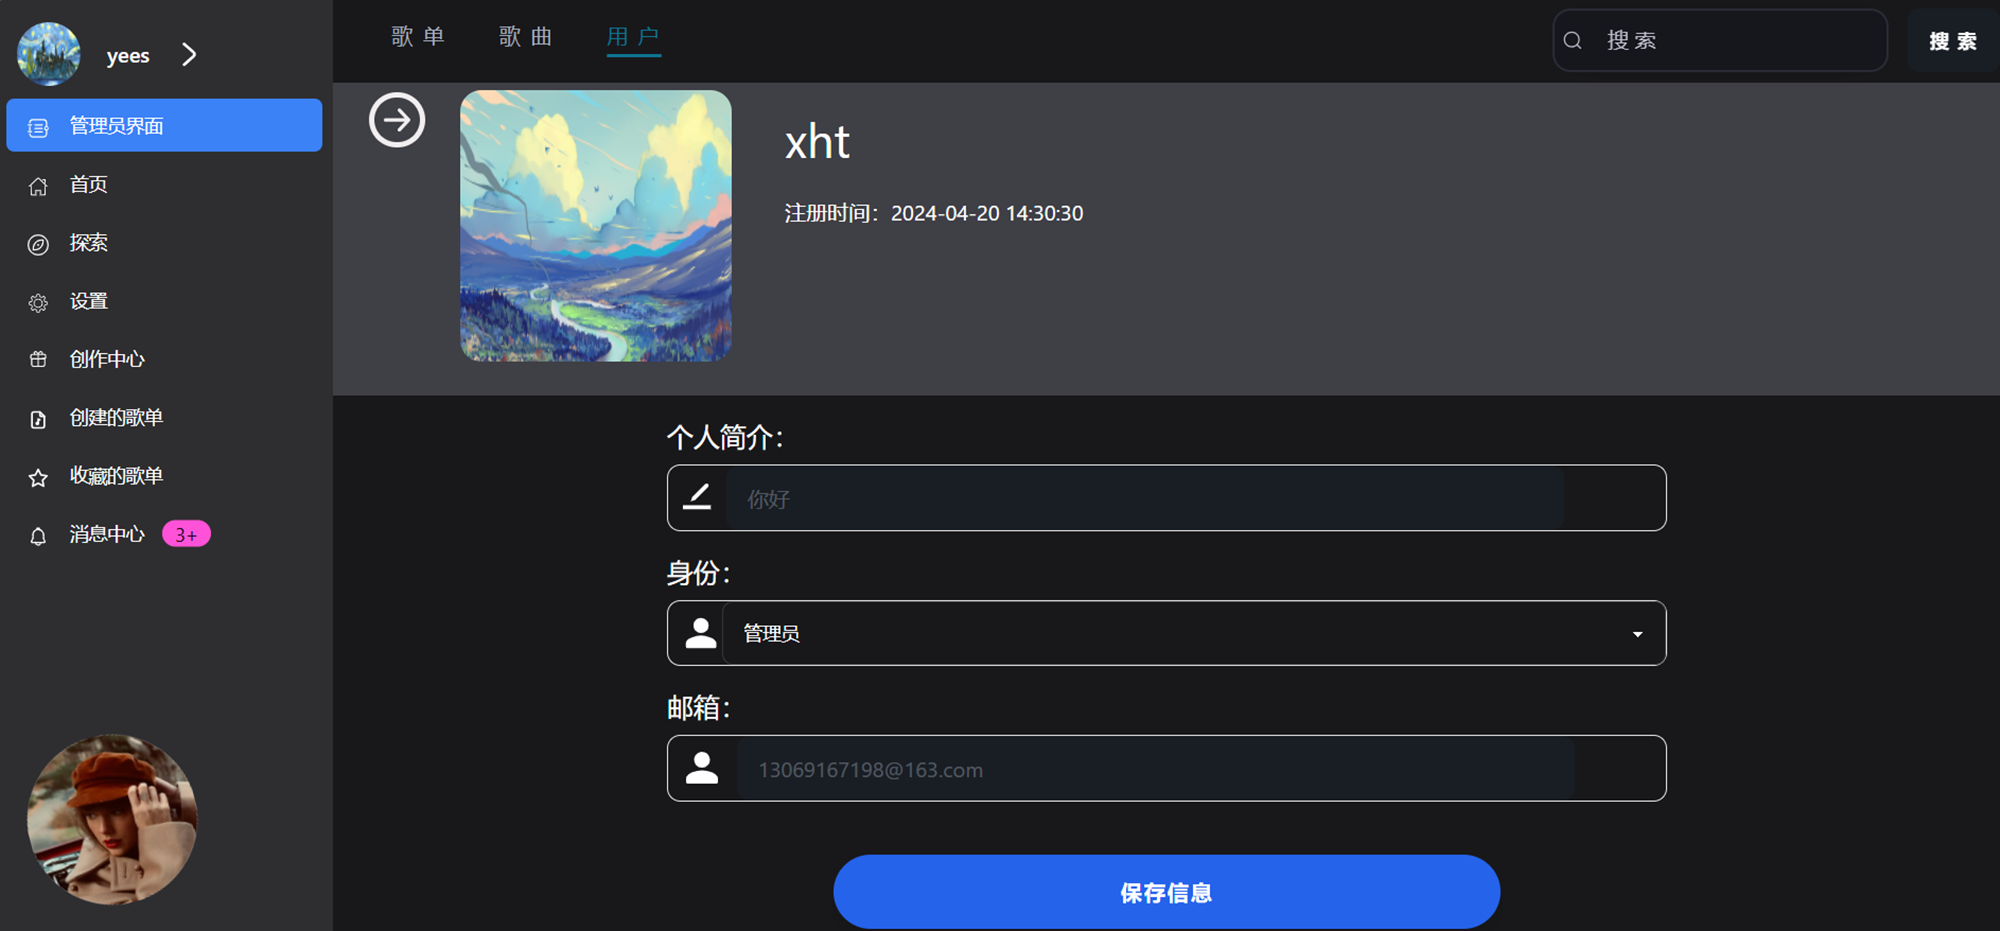 yees
管理员界面
首页
探索
设置
创作中心
创建的歌单
收藏的歌单
消息中心 3+
歌单 歌曲 用户
搜索 搜索
xht
注册时间：2024-04-20 14:30:30
个人简介：
你好
身份：
管理员
邮箱：
13069167198@163.com
保存信息